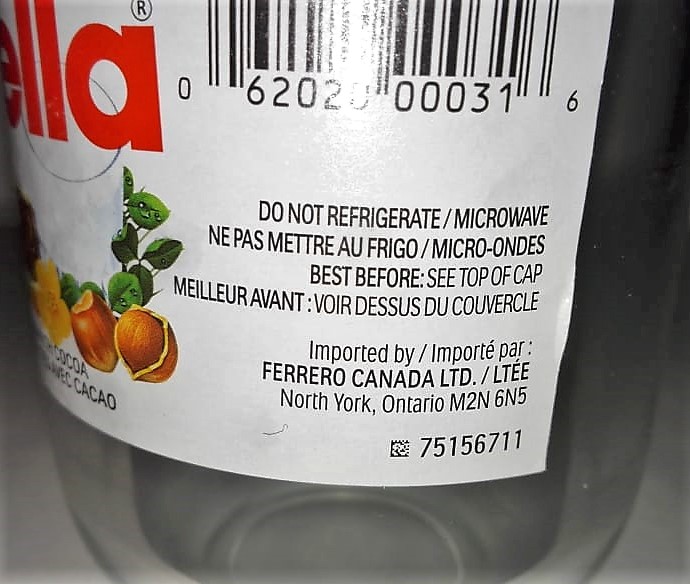 ella®
0 62020 00031 6
DO NOT REFRIGERATE / MICROWAVE
NE PAS METTRE AU FRIGO / MICRO-ONDES
BEST BEFORE: SEE TOP OF CAP
MEILLEUR AVANT : VOIR DESSUS DU COUVERCLE
Imported by / Importé par :
FERRERO CANADA LTD. / LTÉE
North York, Ontario M2N 6N5
75156711
COCOA
AVEC CACAO